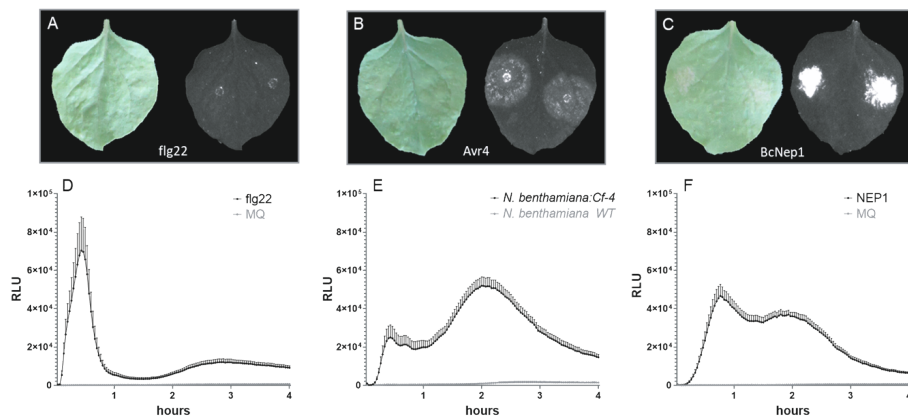 A
flg22
B
Avr4
C
BcNep1
D
flg22
MQ
1×10⁵
8×10⁴
6×10⁴
4×10⁴
2×10⁴
0
RLU
1 2 3 4
hours
E
N. benthamiana:Cf-4
N. benthamiana WT
1×10⁵
8×10⁴
6×10⁴
4×10⁴
2×10⁴
0
RLU
0 1 2 3 4
hours
F
NEP1
MQ
1×10⁵
8×10⁴
6×10⁴
4×10⁴
2×10⁴
0
RLU
1 2 3 4
hours